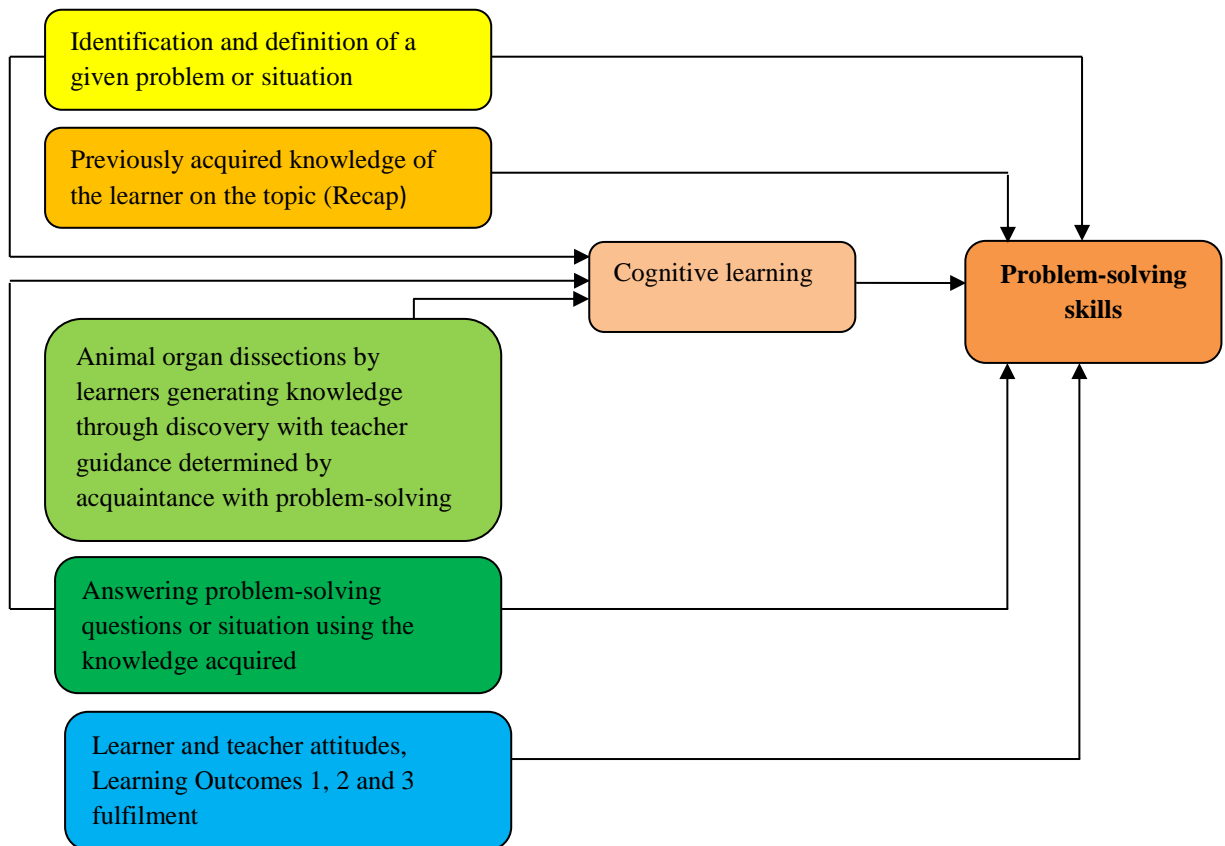 Identification and definition of a
given problem or situation
Previously acquired knowledge of
the learner on the topic (Recap)
Cognitive learning
Problem-solving
skills
Animal organ dissections by
learners generating knowledge
through discovery with teacher
guidance determined by
acquaintance with problem-solving
Answering problem-solving
questions or situation using the
knowledge acquired
Learner and teacher attitudes,
Learning Outcomes 1, 2 and 3
fulfilment